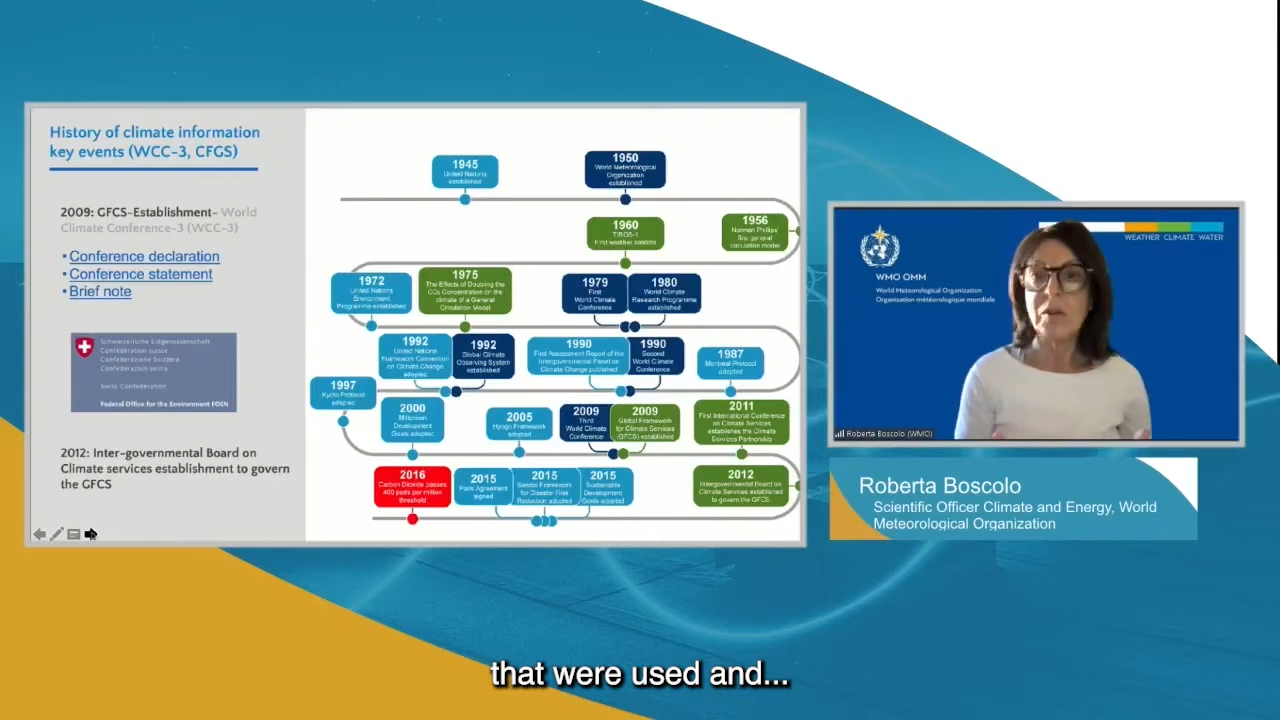 History of climate information
key events (WCC-3, CFGS)
2009: GFCS-Establishment- World
Climate Conference-3 (WCC-3)
•Conference declaration
•Conference statement
•Brief note
Schweizerische Eidgenossenschaft
Confédération suisse
Confederazione Svizzera
Confederaziun svizra
Swiss Confederation
Federal Office for the Environment FOEN
2012: Inter-governmental Board on
Climate services establishment to govern
the GFCS
1945
United Nations
established
1950
World Meteorological
Organization
established
1960
TIROS-1
First weather satellite
1956
Norman Phillips'
first general
circulation model
1972
United Nations
Environment
Programme established
1975
The Effects of Doubling the
CO₂ Concentration on the
climate of a General
Circulation Model
1979
First
World Climate
Conference
1980
World Climate
Research Programme
established
1992
United Nations
Framework Convention
on Climate Change
adopted
1992
Global Climate
Observing System
established
1990
First Assessment Report of the
Intergovernmental Panel on
Climate Change published
1990
Second
World Climate
Conference
1987
Montreal Protocol
adopted
1997
Kyoto Protocol
adopted
2000
Millenium
Development
Goals adopted
2005
Hyogo Framework
adopted
2009
Third
World Climate
Conference
2009
Global Framework
for Climate Services
(GFCS) established
2011
First International Conference
on Climate Services
establishes the Climate
Services Partnership
2016
Carbon Dioxide passes
400 parts per million
threshold
2015
Paris Agreement
signed
2015
Sendai Framework
for Disaster Risk
Reduction adopted
2015
Sustainable
Development
Goals adopted
2012
Intergovernmental Board on
Climate Services established
to govern the GFCS
WEATHER CLIMATE WATER
WMO OMM
World Meteorological Organization
Organisation météorologique mondiale
Roberta Boscolo (WMO)
Roberta Boscolo
Scientific Officer Climate and Energy, World
Meteorological Organization
that were used and...